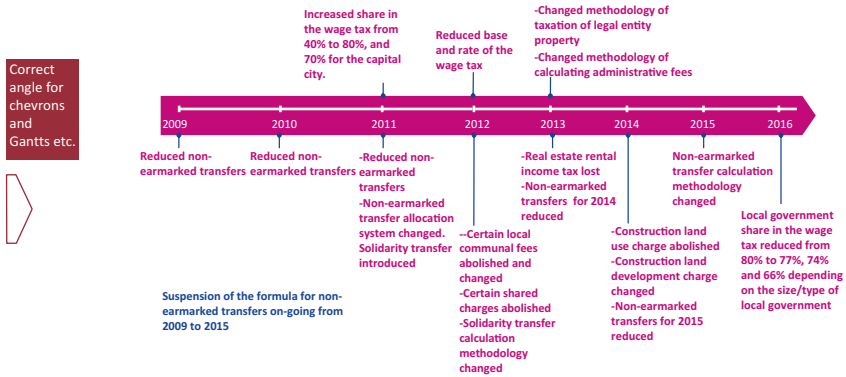 Correct
angle for
chevrons
and
Gantts etc.
Increased share in
the wage tax from
40% to 80%, and
70% for the capital
city.
Reduced base
and rate of the
wage tax
-Changed methodology of
taxation of legal entity
property
-Changed methodology of
calculating administrative fees
2009
2010
2011
2012
2013
2014
2015
2016
Reduced non-
earmarked transfers
Reduced non-
earmarked transfers
-Reduced non-
earmarked
transfers
-Non-earmarked
transfer allocation
system changed.
Solidarity transfer
introduced
--Certain local
communal fees
abolished and
changed
-Certain shared
charges abolished
-Solidarity transfer
calculation
methodology
changed
-Real estate rental
income tax lost
-Non-earmarked
transfers for 2014
reduced
-Construction land
use charge abolished
-Construction land
development charge
changed
-Non-earmarked
transfers for 2015
reduced
Non-earmarked
transfer calculation
methodology
changed
Local government
share in the wage
tax reduced from
80% to 77%, 74%
and 66% depending
on the size/type of
local government
Suspension of the formula for non-
earmarked transfers on-going from
2009 to 2015